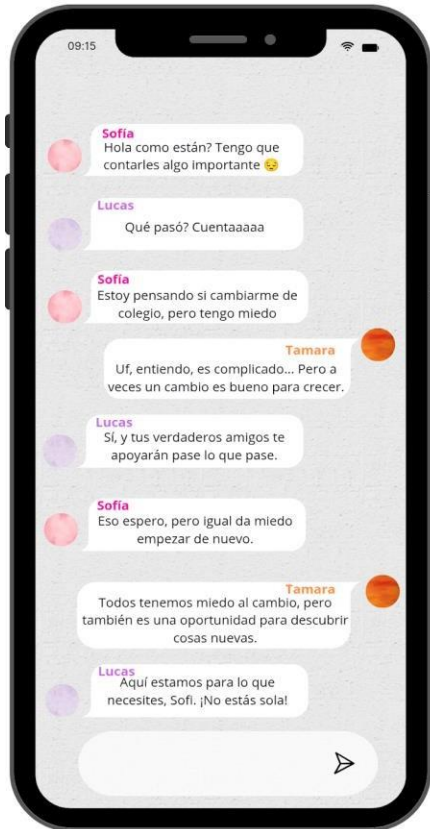 09:15
Sofía
Hola como están? Tengo que
contarles algo importante 😔
Lucas
Qué pasó? Cuentaaaaa
Sofía
Estoy pensando si cambiarme de
colegio, pero tengo miedo
Tamara
Uf, entiendo, es complicado... Pero a
veces un cambio es bueno para crecer.
Lucas
Sí, y tus verdaderos amigos te
apoyarán pase lo que pase.
Sofía
Eso espero, pero igual da miedo
empezar de nuevo.
Tamara
Todos tenemos miedo al cambio, pero
también es una oportunidad para descubrir
cosas nuevas.
Lucas
Aquí estamos para lo que
necesites, Sofi. ¡No estás sola!